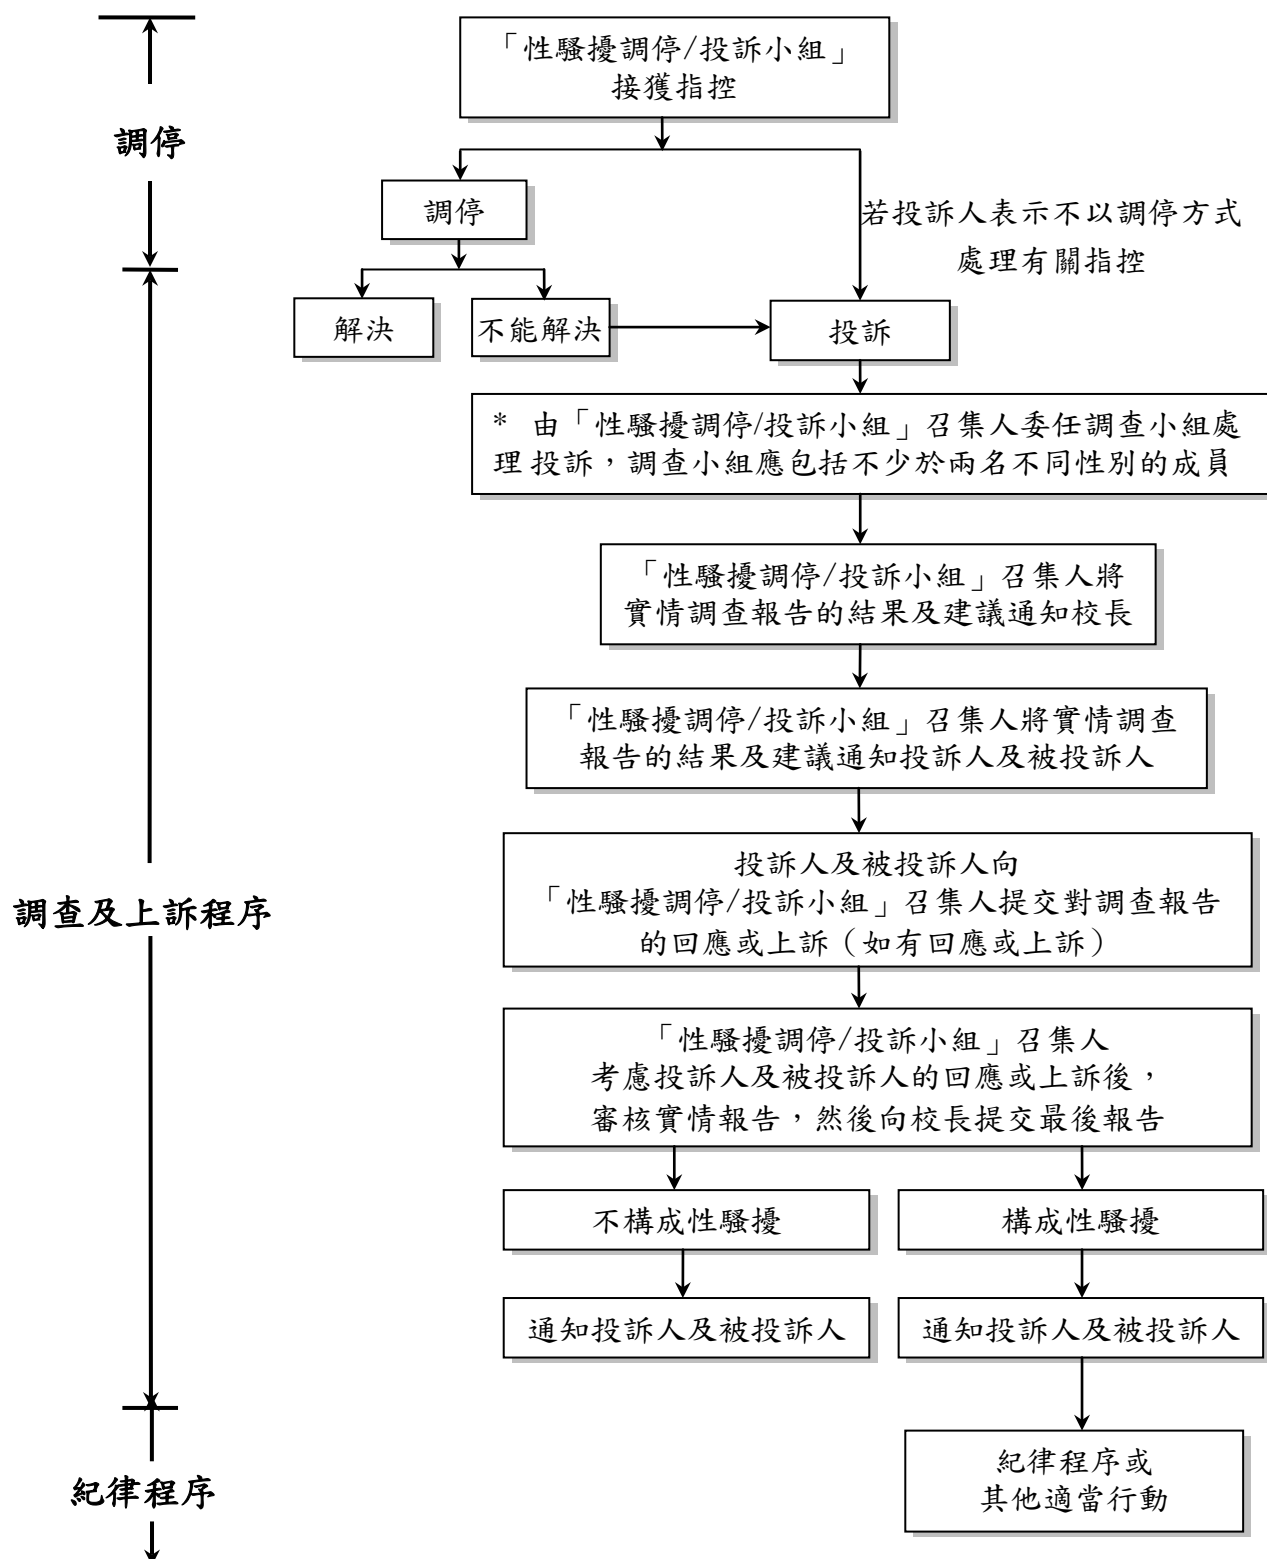 「性騷擾調停/投訴小組」
接獲指控
調停
調停
若投訴人表示不以調停方式
處理有關指控
解決
不能解決
投訴
* 由「性騷擾調停/投訴小組」召集人委任調查小組處
理投訴，調查小組應包括不少於兩名不同性別的成員
「性騷擾調停/投訴小組」召集人將
實情調查報告的結果及建議通知校長
「性騷擾調停/投訴小組」召集人將實情調查
報告的結果及建議通知投訴人及被投訴人
調查及上訴程序
投訴人及被投訴人向
「性騷擾調停/投訴小組」召集人提交對調查報告
的回應或上訴（如有回應或上訴）
「性騷擾調停/投訴小組」召集人
考慮投訴人及被投訴人的回應或上訴後，
審核實情報告，然後向校長提交最後報告
不構成性騷擾
構成性騷擾
通知投訴人及被投訴人
通知投訴人及被投訴人
紀律程序
紀律程序或
其他適當行動